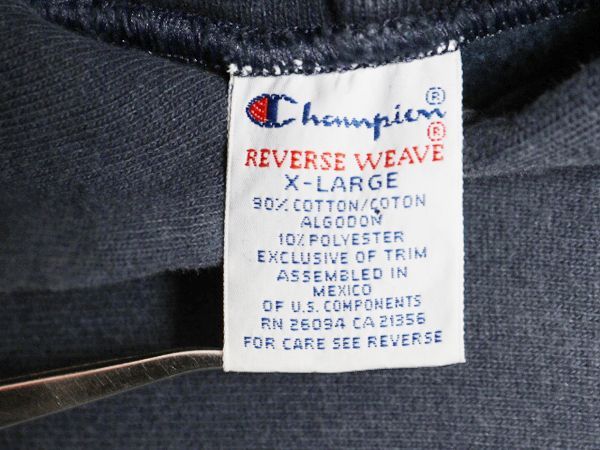 Champion®
REVERSE WEAVE®
X-LARGE
90% COTTON/COTON
ALGODON
10% POLYESTER
EXCLUSIVE OF TRIM
ASSEMBLED IN
MEXICO
OF U.S. COMPONENTS
RN 26094 CA 21356
FOR CARE SEE REVERSE